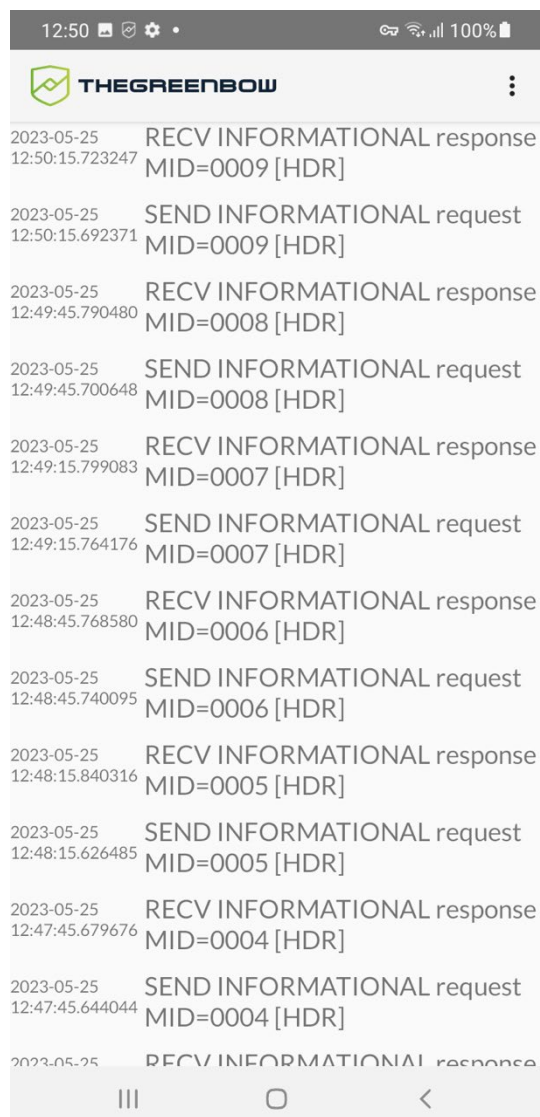 12:50
100%
THEGREENBOW
2023-05-25
12:50:15.723247
RECV INFORMATIONAL response
MID=0009 [HDR]
2023-05-25
12:50:15.692371
SEND INFORMATIONAL request
MID=0009 [HDR]
2023-05-25
12:49:45.790480
RECV INFORMATIONAL response
MID=0008 [HDR]
2023-05-25
12:49:45.700648
SEND INFORMATIONAL request
MID=0008 [HDR]
2023-05-25
12:49:15.799083
RECV INFORMATIONAL response
MID=0007 [HDR]
2023-05-25
12:49:15.764176
SEND INFORMATIONAL request
MID=0007 [HDR]
2023-05-25
12:48:45.768580
RECV INFORMATIONAL response
MID=0006 [HDR]
2023-05-25
12:48:45.740095
SEND INFORMATIONAL request
MID=0006 [HDR]
2023-05-25
12:48:15.840316
RECV INFORMATIONAL response
MID=0005 [HDR]
2023-05-25
12:48:15.626485
SEND INFORMATIONAL request
MID=0005 [HDR]
2023-05-25
12:47:45.679676
RECV INFORMATIONAL response
MID=0004 [HDR]
2023-05-25
12:47:45.644044
SEND INFORMATIONAL request
MID=0004 [HDR]
2023-05-25
RECV INFORMATIONAL response